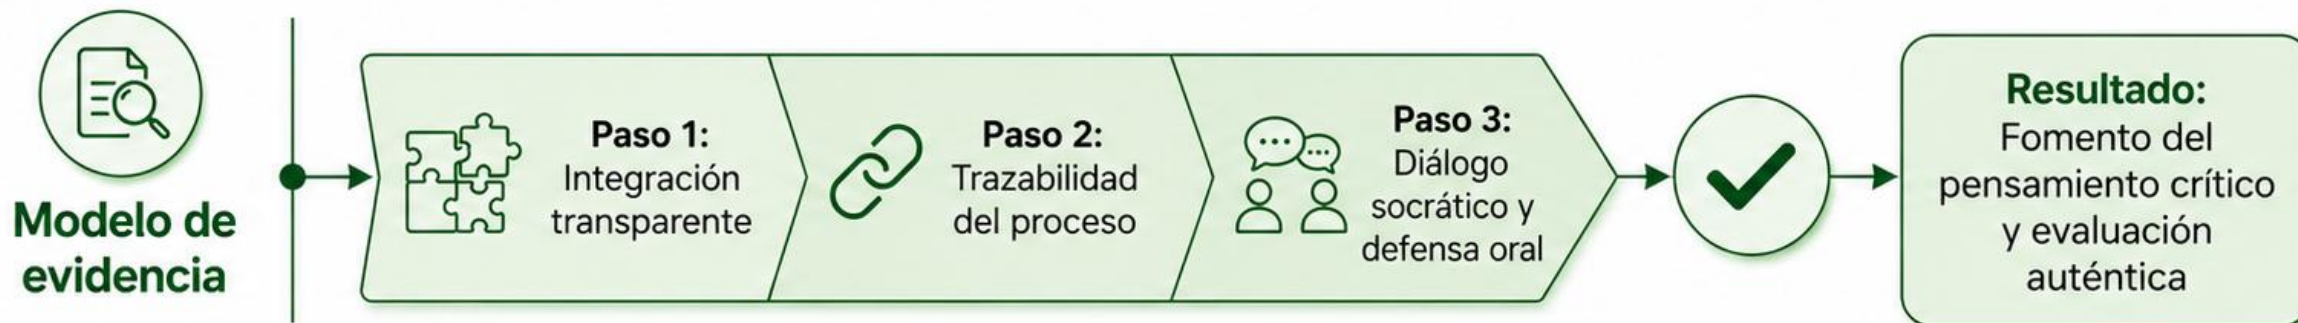 Modelo de
evidencia
Paso 1:
Integración
transparente
Paso 2:
Trazabilidad
del proceso
Paso 3:
Diálogo
socrático y
defensa oral
Resultado:
Fomento del
pensamiento crítico
y evaluación
auténtica